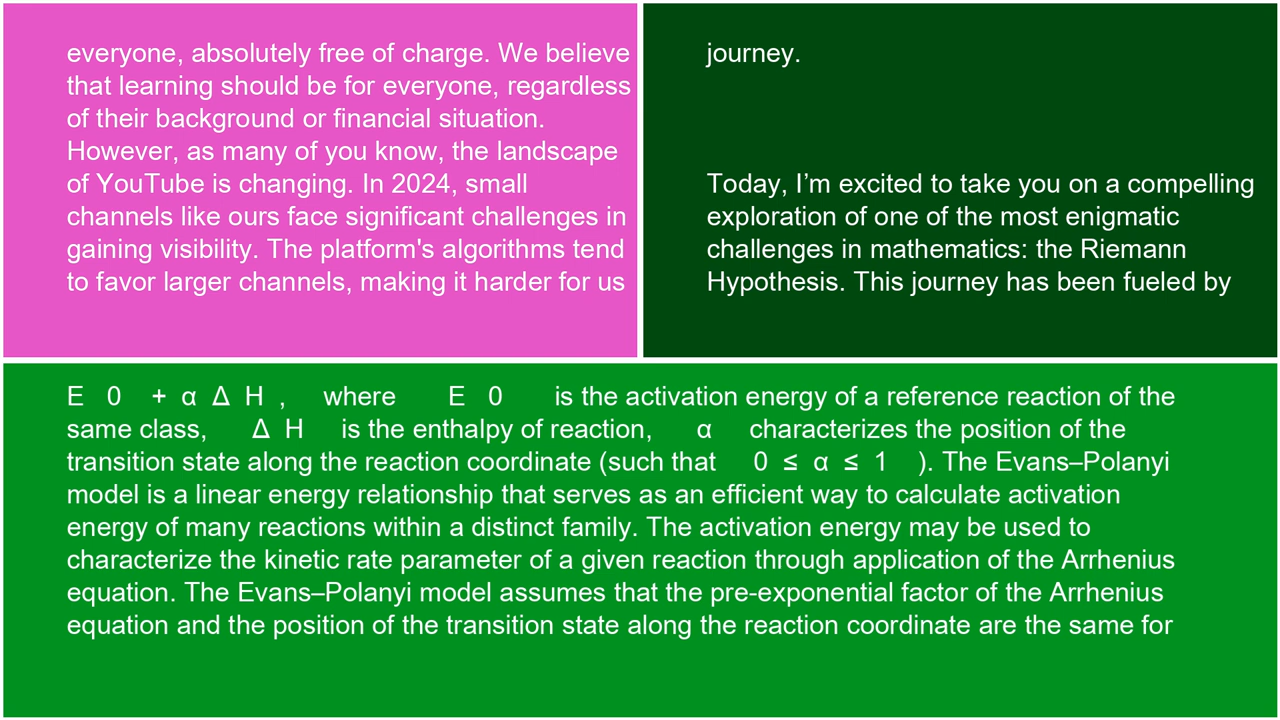 everyone, absolutely free of charge. We believe
that learning should be for everyone, regardless
of their background or financial situation.
However, as many of you know, the landscape
of YouTube is changing. In 2024, small
channels like ours face significant challenges in
gaining visibility. The platform's algorithms tend
to favor larger channels, making it harder for us
journey.
Today, I’m excited to take you on a compelling
exploration of one of the most enigmatic
challenges in mathematics: the Riemann
Hypothesis. This journey has been fueled by
E 0 + α Δ H , where E 0 is the activation energy of a reference reaction of the
same class, Δ H is the enthalpy of reaction, α characterizes the position of the
transition state along the reaction coordinate (such that 0 ≤ α ≤ 1 ). The Evans–Polanyi
model is a linear energy relationship that serves as an efficient way to calculate activation
energy of many reactions within a distinct family. The activation energy may be used to
characterize the kinetic rate parameter of a given reaction through application of the Arrhenius
equation. The Evans–Polanyi model assumes that the pre-exponential factor of the Arrhenius
equation and the position of the transition state along the reaction coordinate are the same for